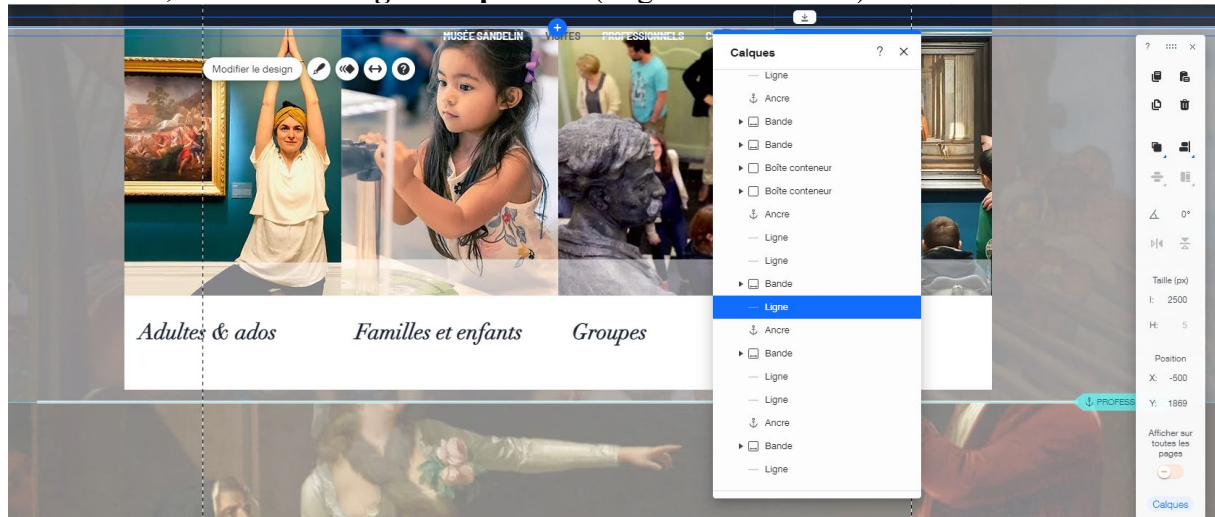 MUSÉE SANDELIN VISITES PROFESSIONNELS
Modifier le design
Adultes & ados
Familles et enfants
Groupes
Calques ? ×
Ligne
Ancre
Bande
Bande
Boîte conteneur
Boîte conteneur
Ancre
Ligne
Ligne
Bande
Ligne
Ancre
Bande
Ligne
Ligne
Ancre
Bande
Ligne
PROFESS
? ×
0°
Taille (px)
l: 2500
H: 5
Position
X: -500
Y: 1869
Afficher sur
toutes les
pages
Calques